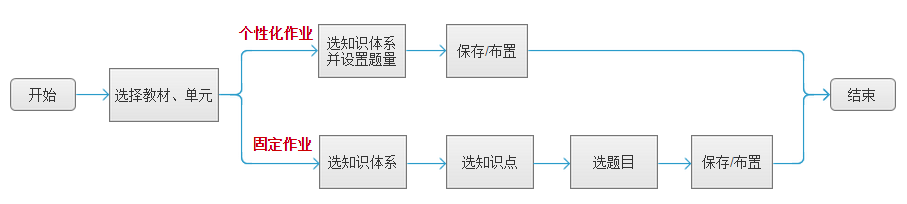 开始
选择教材、单元
个性化作业
选知识体系
并设置题量
保存/布置
固定作业
选知识体系
选知识点
选题目
保存/布置
结束